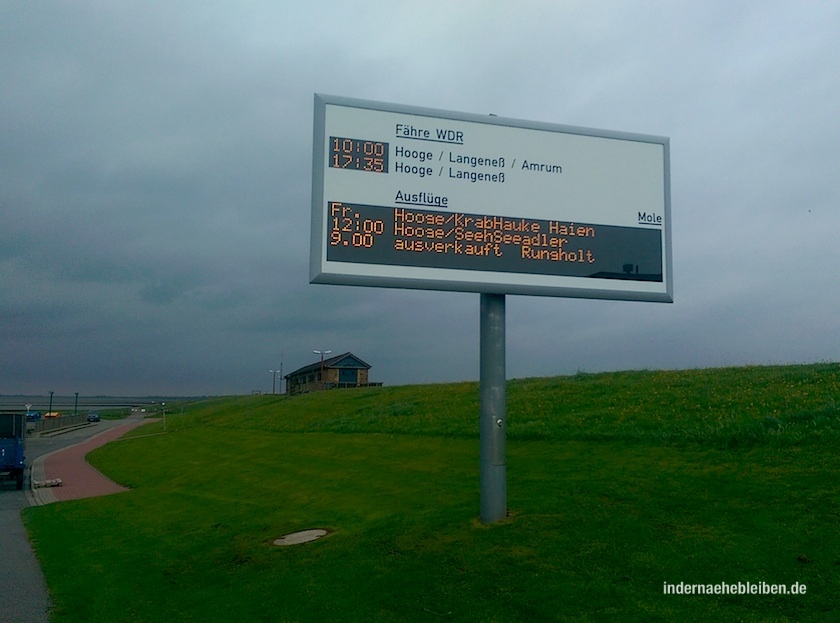 Fähre WDR
10:00 Hooge / Langeneß / Amrum
17:35 Hooge / Langeneß
Ausflüge
Mole
Fr. Hooge/KrabHauke Haien
12:00 Hooge/SeehSeeadler
9.00 ausverkauft Rungholt
indernaehebleiben.de